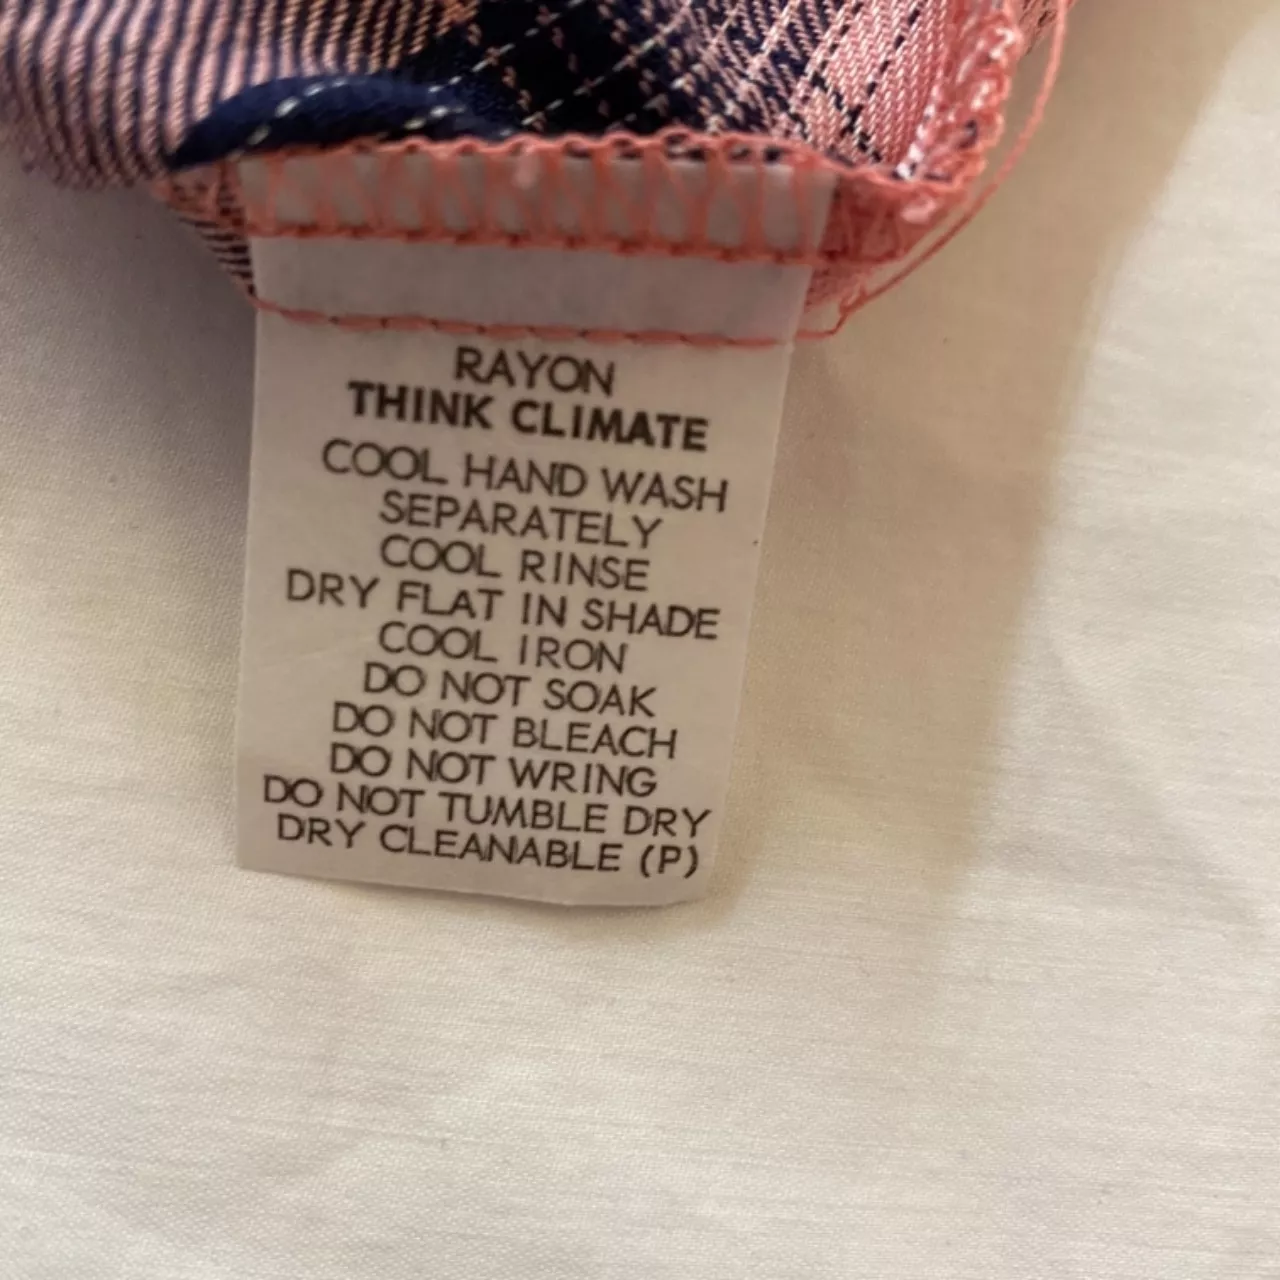 RAYON
THINK CLIMATE
COOL HAND WASH
SEPARATELY
COOL RINSE
DRY FLAT IN SHADE
COOL IRON
DO NOT SOAK
DO NOT BLEACH
DO NOT WRING
DO NOT TUMBLE DRY
DRY CLEANABLE (P)